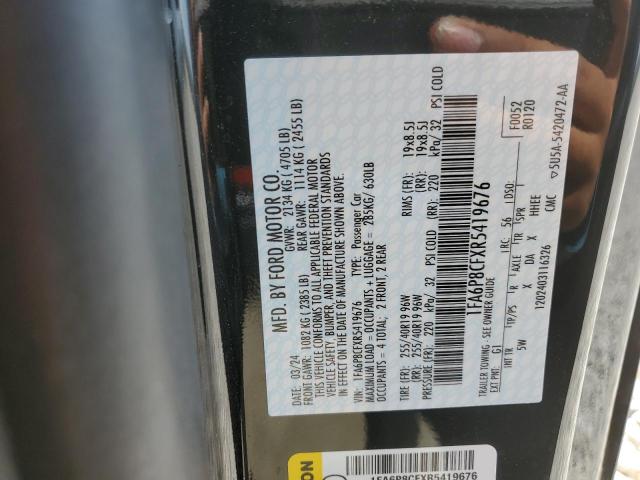 MFD. BY FORD MOTOR CO.
DATE: 03/24 GVWR: 2134 KG ( 4705 LB)
FRONT GAWR: 1082 KG ( 2385 LB) REAR GAWR: 1114 KG ( 2455 LB)
THIS VEHICLE CONFORMS TO ALL APPLICABLE FEDERAL MOTOR
VEHICLE SAFETY, BUMPER, AND THEFT PREVENTION STANDARDS
IN EFFECT ON THE DATE OF MANUFACTURE SHOWN ABOVE.
VIN: 1FA6P8CFXR5419676 TYPE: Passenger Car
MAXIMUM LOAD = OCCUPANTS + LUGGAGE = 285KG/ 630LB
OCCUPANTS = 4 TOTAL: 2 FRONT, 2 REAR
TIRE (FR): 255/40R19 96W RIMS (FR): 19x8.5J
(RR): 255/40R19 96W (RR): 19x8.5J
PRESSURE (FR): 220 kPa/ 32 PSI COLD (RR): 220 kPa/ 32 PSI COLD
1FA6P8CFXR5419676
TRAILER TOWING - SEE OWNER GUIDE F0052
EXT PNT: G1 RC: 56 DSO: R0120
INT TR TP/PS R AXLE TR SPR
5W X DA X HHEE 5U5A-5420472-AA
1202403116326 CMC
1FA6P8CFXR5419676